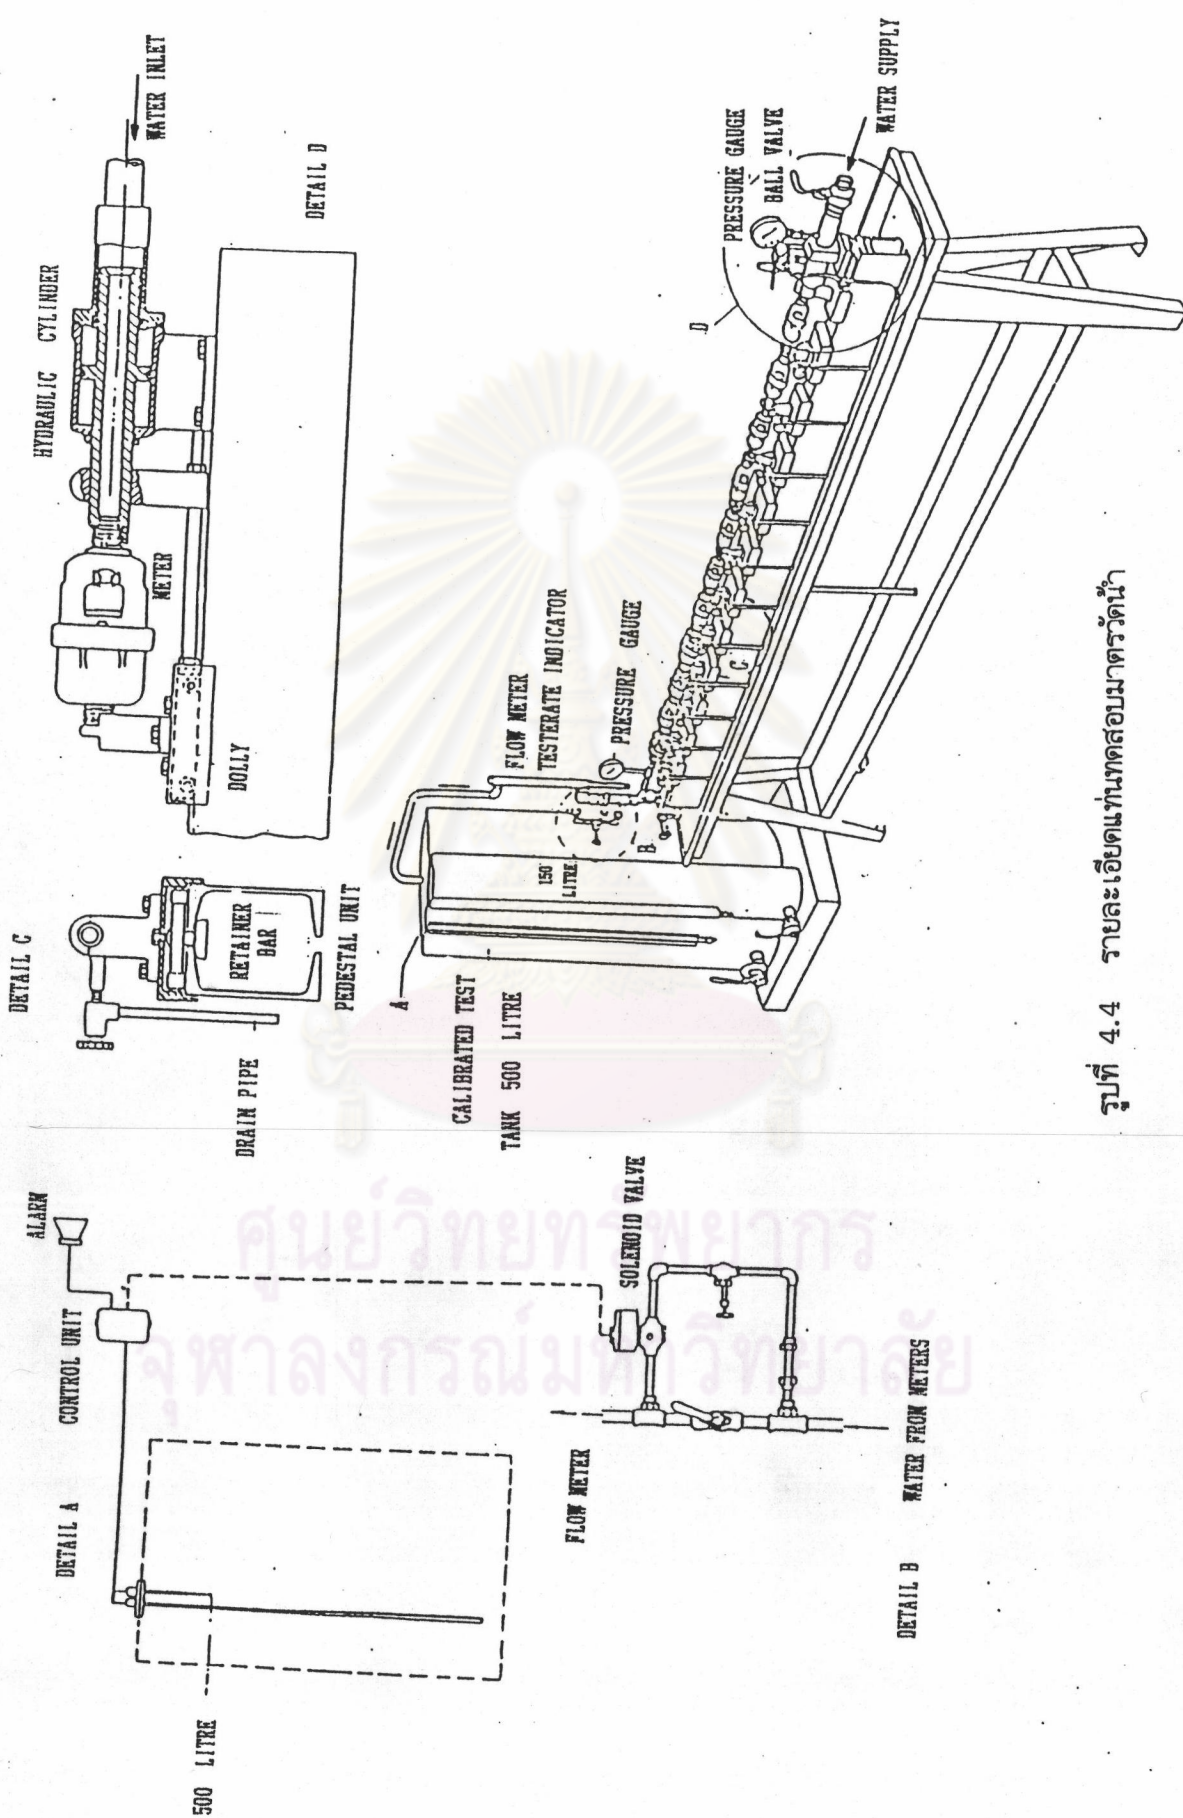 DETAIL A
CONTROL UNIT
ALARM
500 LITRE
DETAIL C
RETAINER
BAR
PEDESTAL UNIT
DRAIN PIPE
HYDRAULIC CYLINDER
WATER INLET
METER
DOLLY
DETAIL D
FLOW METER
SOLENOID VALVE
DETAIL B
WATER FROM METERS
A
CALIBRATED TEST
TANK 500 LITRE
150
LITRE
B
FLOW METER
TESTERATE INDICATOR
PRESSURE GAUGE
C
D
PRESSURE GAUGE
BALL VALVE
WATER SUPPLY
รูปที่ 4.4 รายละเอียดแท่นทดสอบมาตรวัดน้ำ
ศูนย์วิทยทรัพยากร
จุฬาลงกรณ์มหาวิทยาลัย